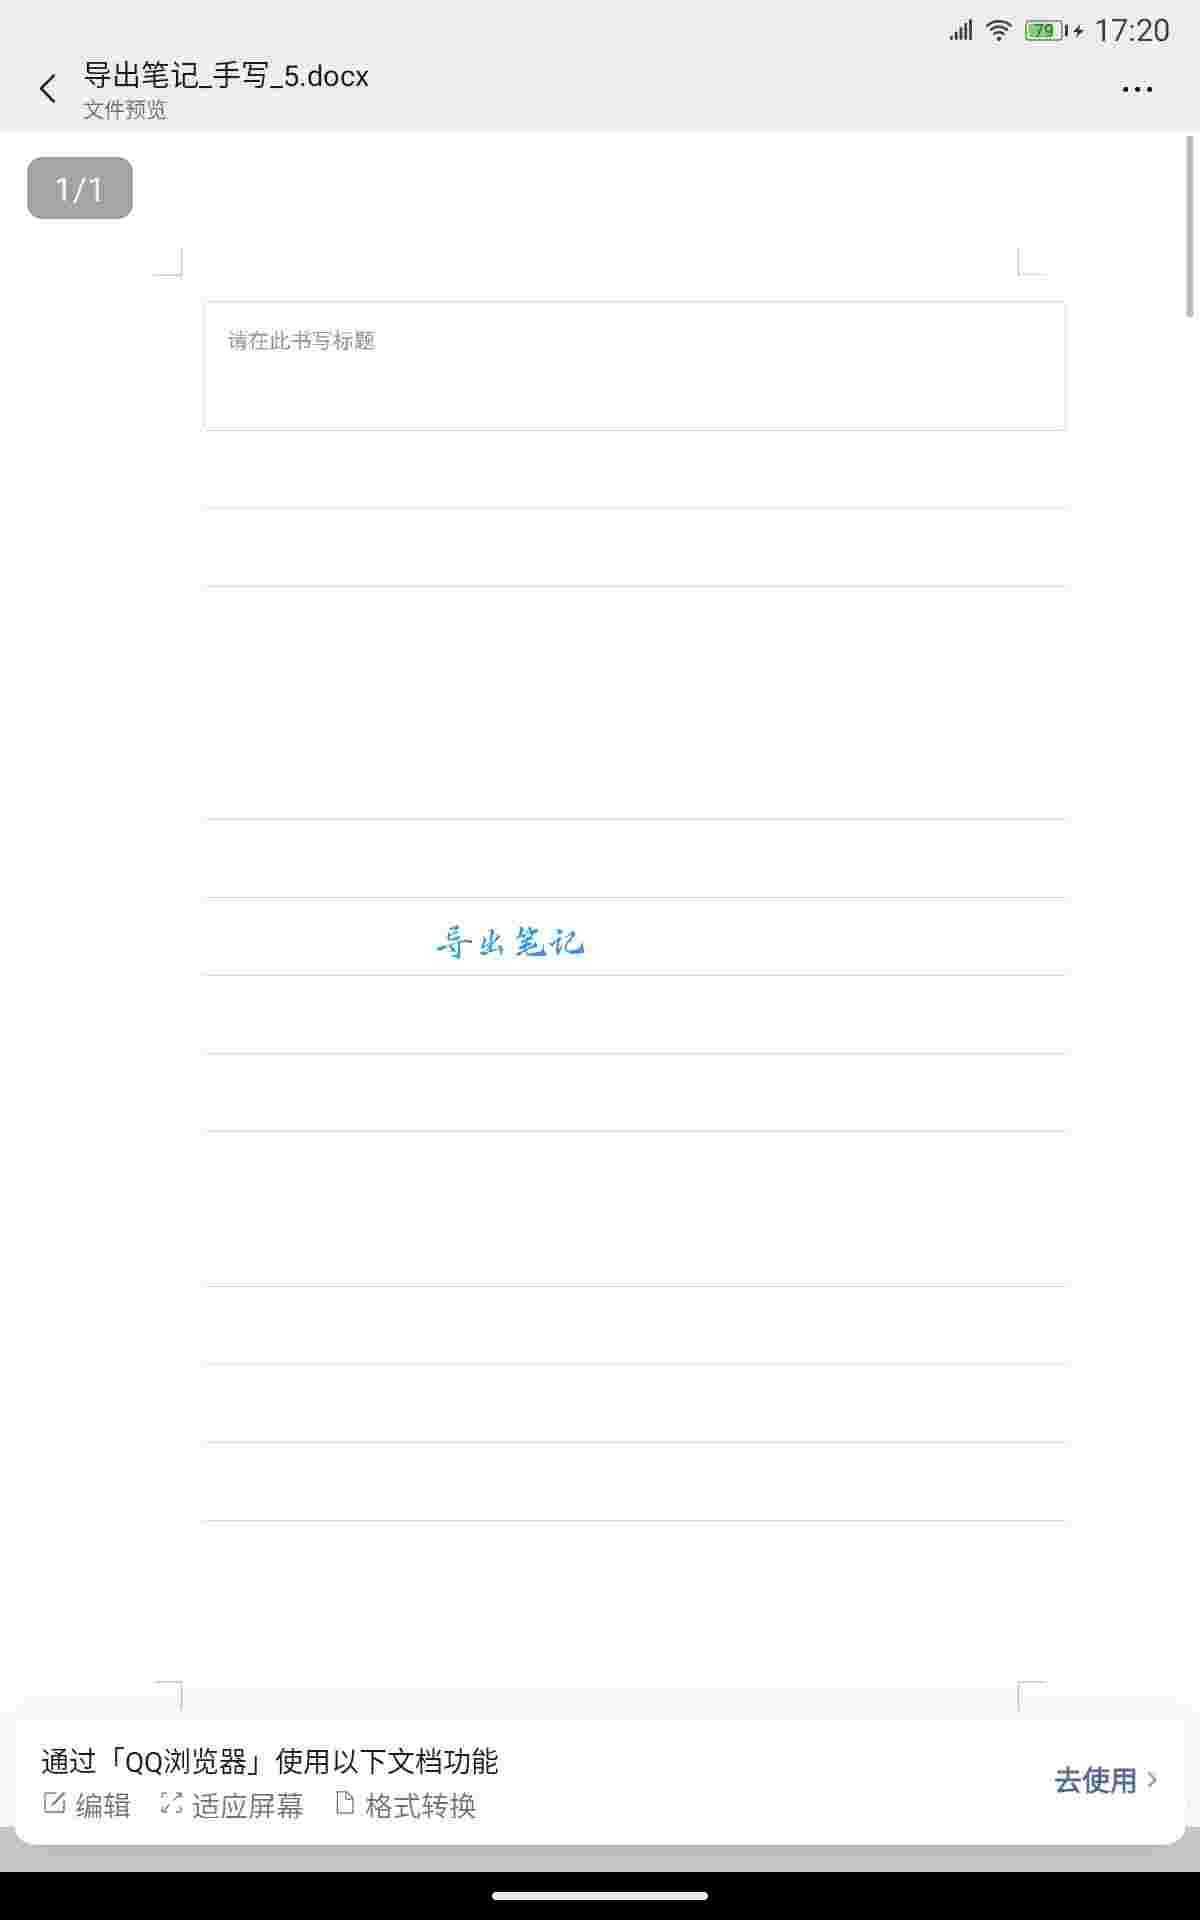 79 17:20
导出笔记_手写_5.docx
文件预览
1/1
请在此书写标题
导出笔记
通过「QQ浏览器」使用以下文档功能
编辑 适应屏幕 格式转换
去使用